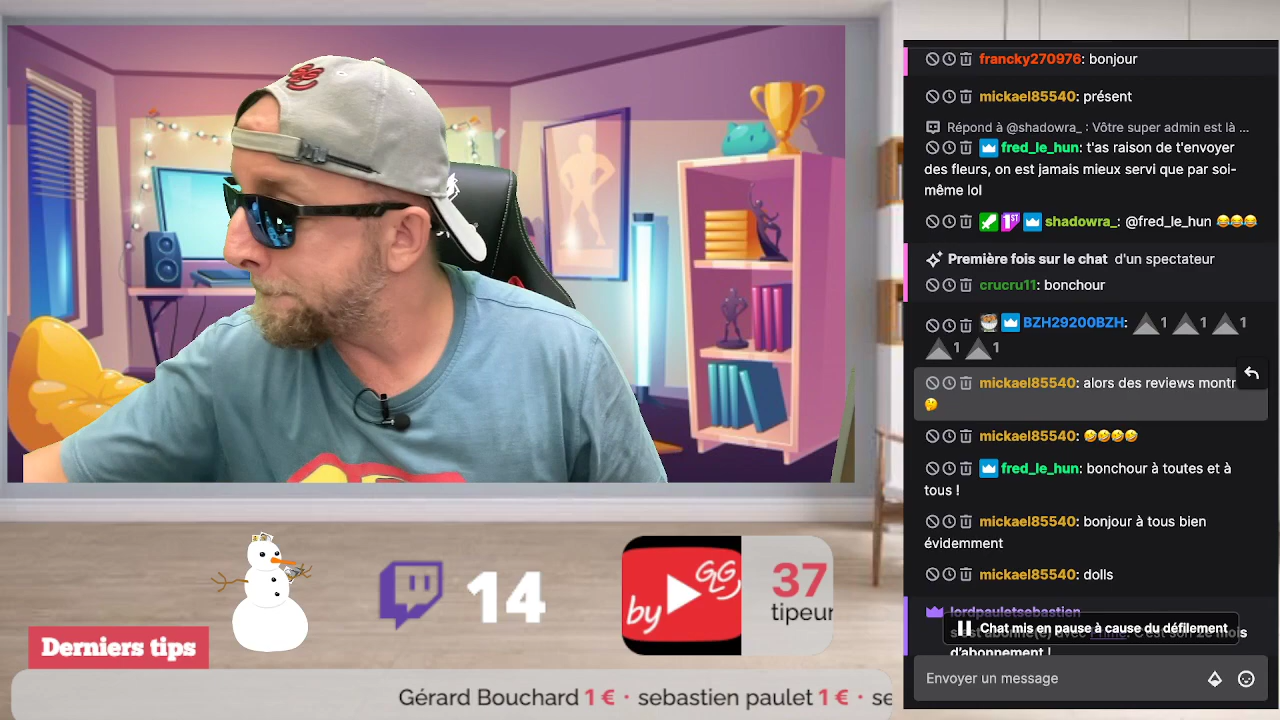 francky270976: bonjour
mickael85540: présent
Répond à @shadowra_ : Vôtre super admin est là ...
fred_le_hun: t'as raison de t'envoyer
des fleurs, on est jamais mieux servi que par soi-
même lol
1ST shadowra_: @fred_le_hun 😂😂😂
Première fois sur le chat d'un spectateur
crucru11: bonchour
BZH29200BZH: 1 1 1
1 1
mickael85540: alors des reviews montr
🤔
mickael85540: 🤣🤣🤣🤣
fred_le_hun: bonchour à toutes et à
tous !
mickael85540: bonjour à tous bien
évidemment
mickael85540: dolls
lordpauletsebastien
Chat mis en pause à cause du défilement
d'abonnement !
Envoyer un message
14
by GG
37
tipeur
Derniers tips
Gérard Bouchard 1 € · sebastien paulet 1 € · se